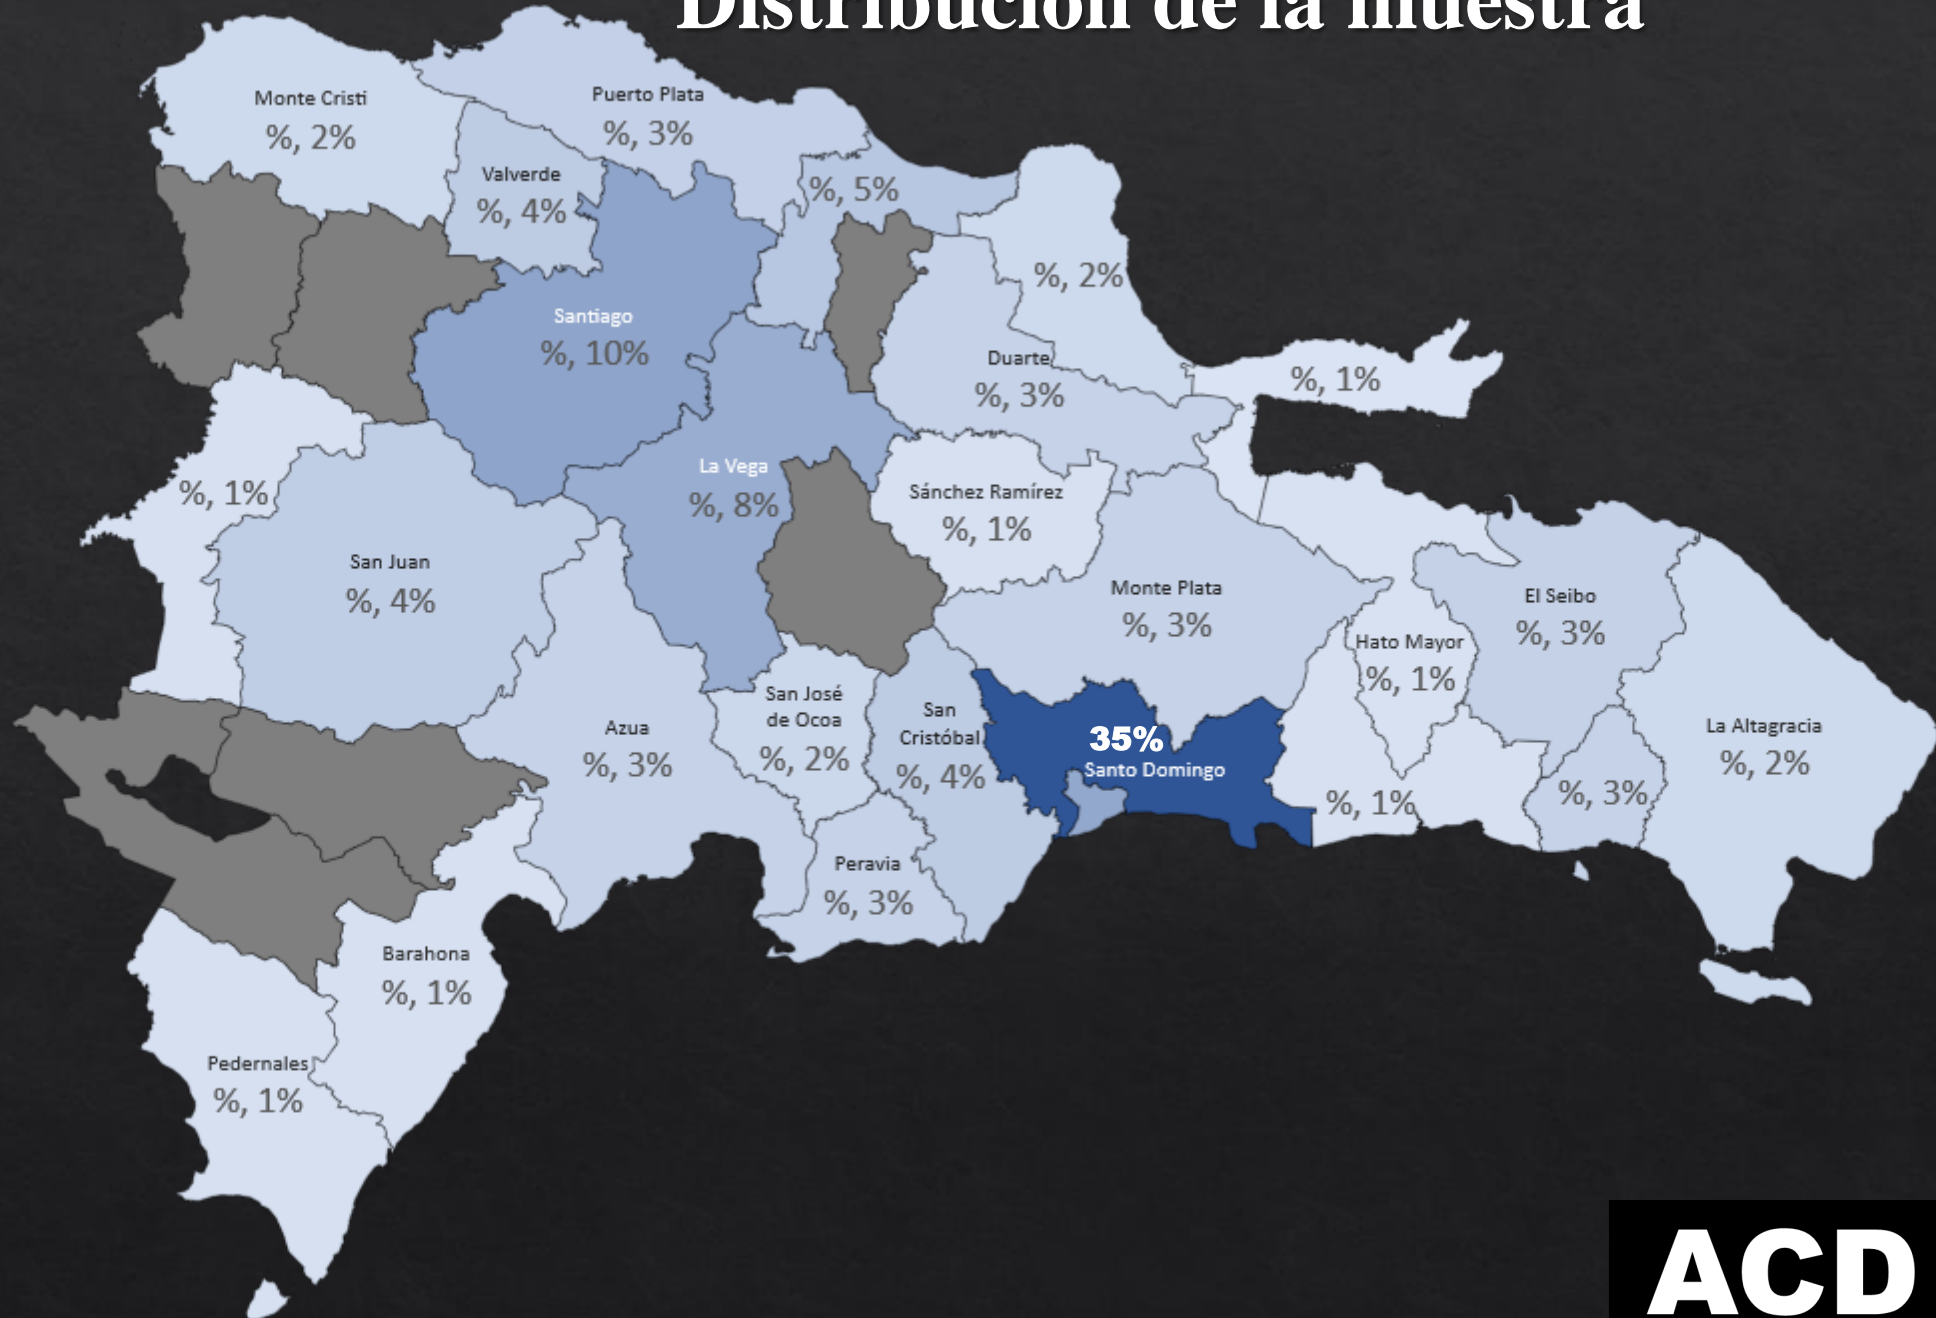 Distribución de la muestra
Monte Cristi
%, 2%
Puerto Plata
%, 3%
Valverde
%, 4%
%, 5%
%, 2%
Santiago
%, 10%
Duarte
%, 3%
%, 1%
La Vega
%, 8%
%, 1%
Sánchez Ramírez
%, 1%
San Juan
%, 4%
Monte Plata
%, 3%
El Seibo
%, 3%
Hato Mayor
%, 1%
San José
de Ocoa
%, 2%
Azua
%, 3%
San
Cristóbal
%, 4%
35%
Santo Domingo
La Altagracia
%, 2%
%, 1%
%, 3%
Peravia
%, 3%
Barahona
%, 1%
Pedernales
%, 1%
ACD